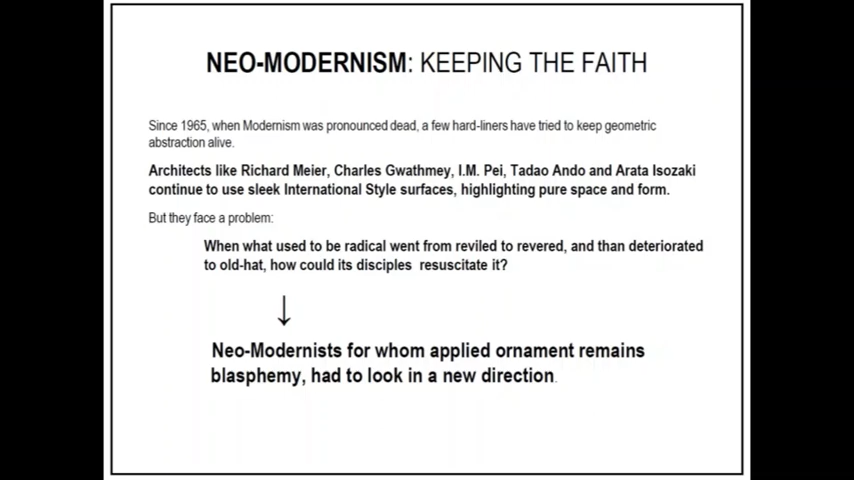 NEO-MODERNISM: KEEPING THE FAITH
Since 1965, when Modernism was pronounced dead, a few hard-liners have tried to keep geometric
abstraction alive.
Architects like Richard Meier, Charles Gwathmey, I.M. Pei, Tadao Ando and Arata Isozaki
continue to use sleek International Style surfaces, highlighting pure space and form.
But they face a problem:
When what used to be radical went from reviled to revered, and than deteriorated
to old-hat, how could its disciples resuscitate it?
↓
Neo-Modernists for whom applied ornament remains
blasphemy, had to look in a new direction.